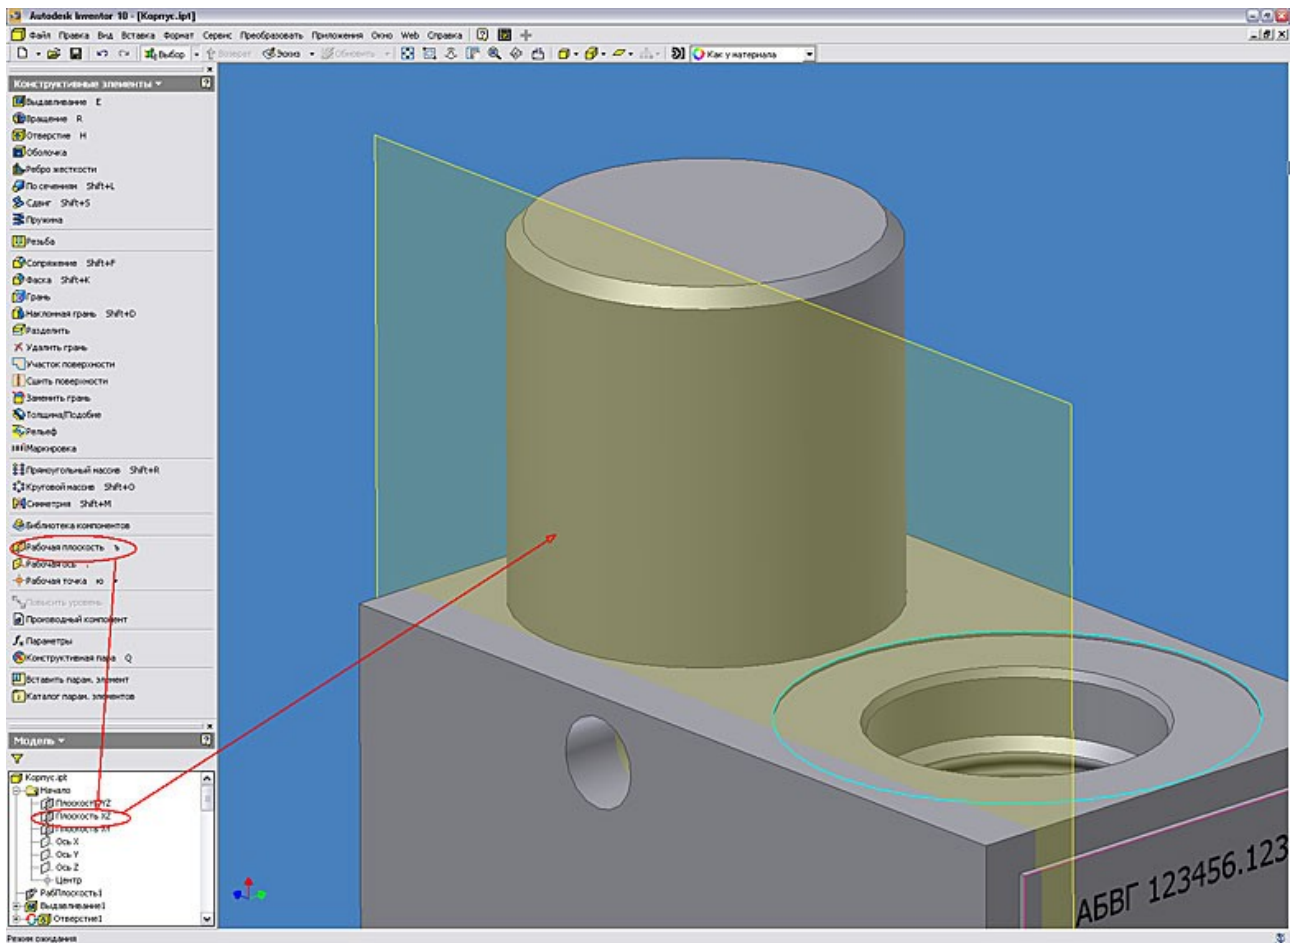 Autodesk Inventor 10 - [Корпус.ipt]
Файл Правка Вид Вставка Формат Сервис Преобразовать Приложения Окно Web Справка
Выбор Возврат Эскиз Обновить Как у материала
Конструктивные элементы
Выдавливание E
Вращение R
Отверстие H
Оболочка
Ребро жесткости
По сечениям Shift+L
Сдвиг Shift+S
Пружина
Резьба
Сопряжение Shift+F
Фаска Shift+K
Грань
Наклонная грань Shift+D
Разделить
Удалить грань
Участок поверхности
Сшить поверхности
Заменить грань
Толщина/Подобие
Рельеф
Маркировка
Прямоугольный массив Shift+R
Круговой массив Shift+O
Симметрия Shift+M
Библиотека компонентов
Рабочая плоскость ъ
Рабочая ось ;
Рабочая точка ю
Повысить уровень
Производный компонент
Параметры
Конструктивная пара Q
Вставить парам. элемент
Каталог парам. элементов
Модель
Корпус.ipt
Начало
Плоскость YZ
Плоскость XZ
Плоскость XY
Ось X
Ось Y
Ось Z
Центр
РабПлоскость1
Выдавливание1
Отверстие1
АБВГ 123456.123
Режим ожидания